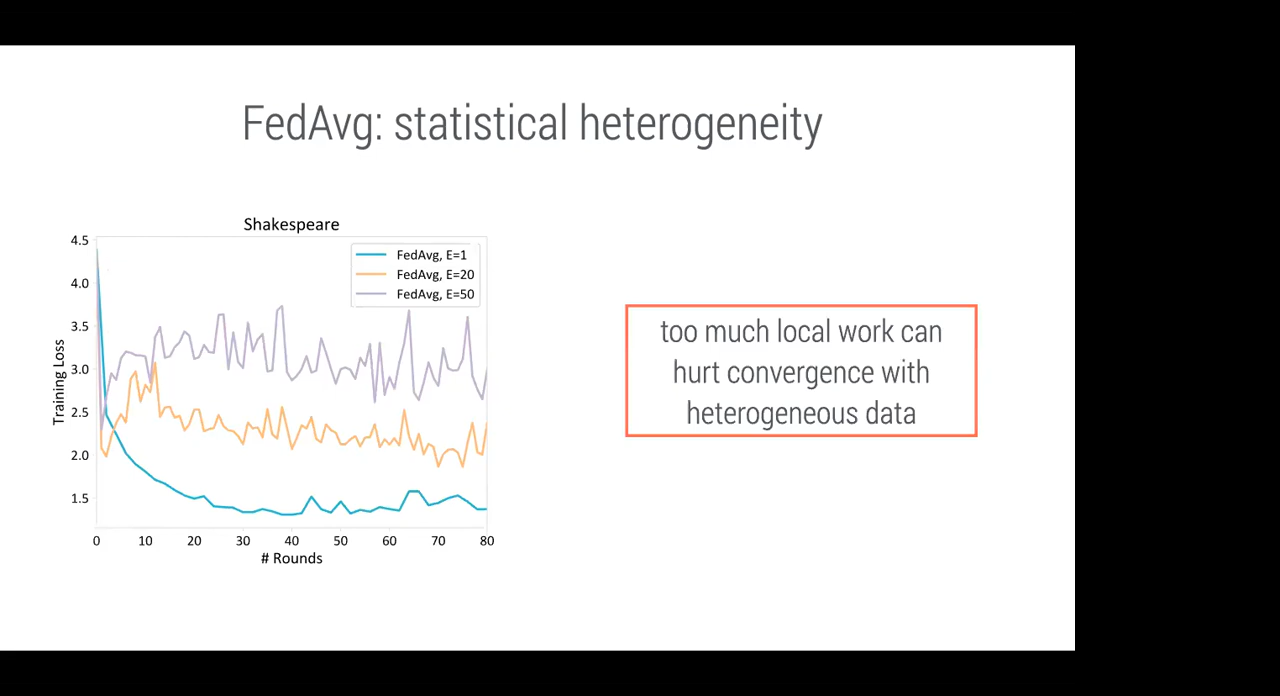 FedAvg: statistical heterogeneity
Shakespeare
4.5
4.0
3.5
3.0
2.5
2.0
1.5
Training Loss
FedAvg, E=1
FedAvg, E=20
FedAvg, E=50
0 10 20 30 40 50 60 70 80
# Rounds
too much local work can
hurt convergence with
heterogeneous data